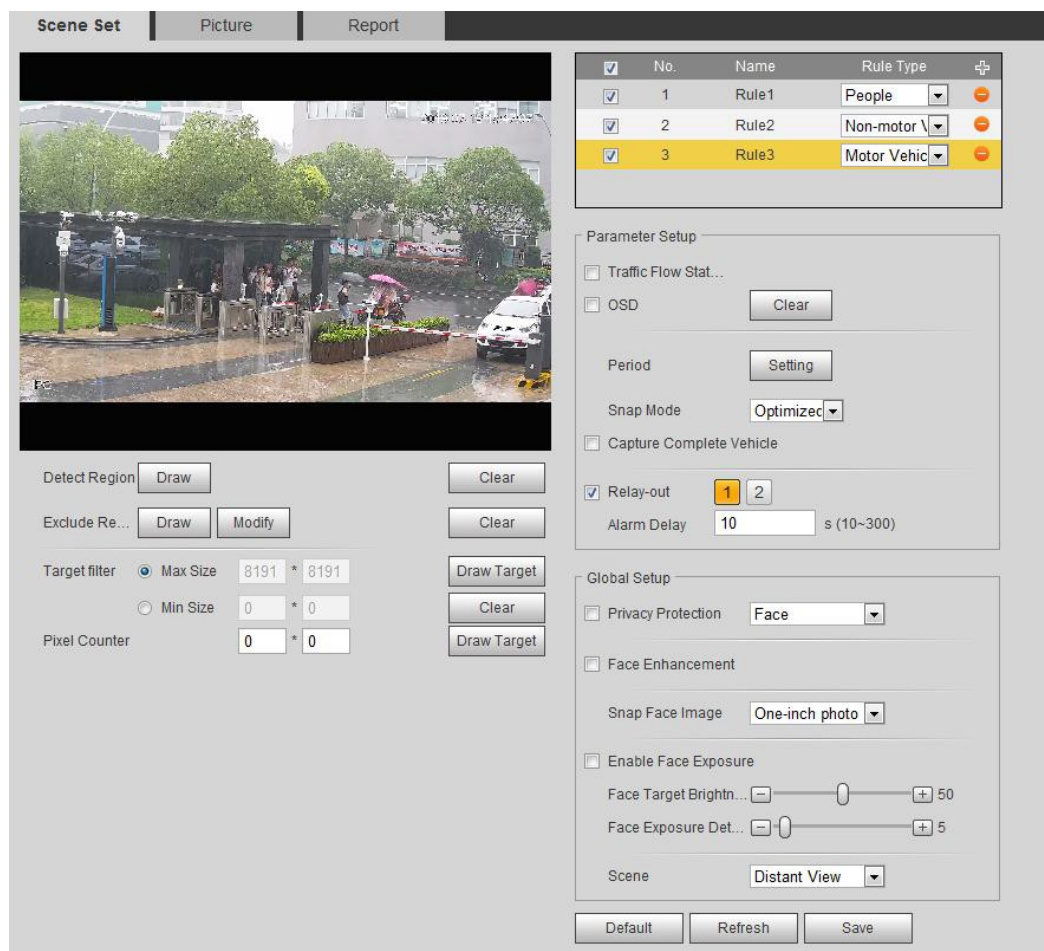 Scene Set Picture Report
No. Name Rule Type
1 Rule1 People
2 Rule2 Non-motor V
3 Rule3 Motor Vehic
Parameter Setup
Traffic Flow Stat...
OSD Clear
Period Setting
Snap Mode Optimized
Capture Complete Vehicle
Relay-out 1 2
Alarm Delay 10 s (10~300)
Detect Region Draw Clear
Exclude Re... Draw Modify Clear
Target filter Max Size 8191 * 8191 Draw Target
Min Size 0 * 0 Clear
Pixel Counter 0 * 0 Draw Target
Global Setup
Privacy Protection Face
Face Enhancement
Snap Face Image One-inch photo
Enable Face Exposure
Face Target Brightn... 50
Face Exposure Det... 5
Scene Distant View
Default Refresh Save